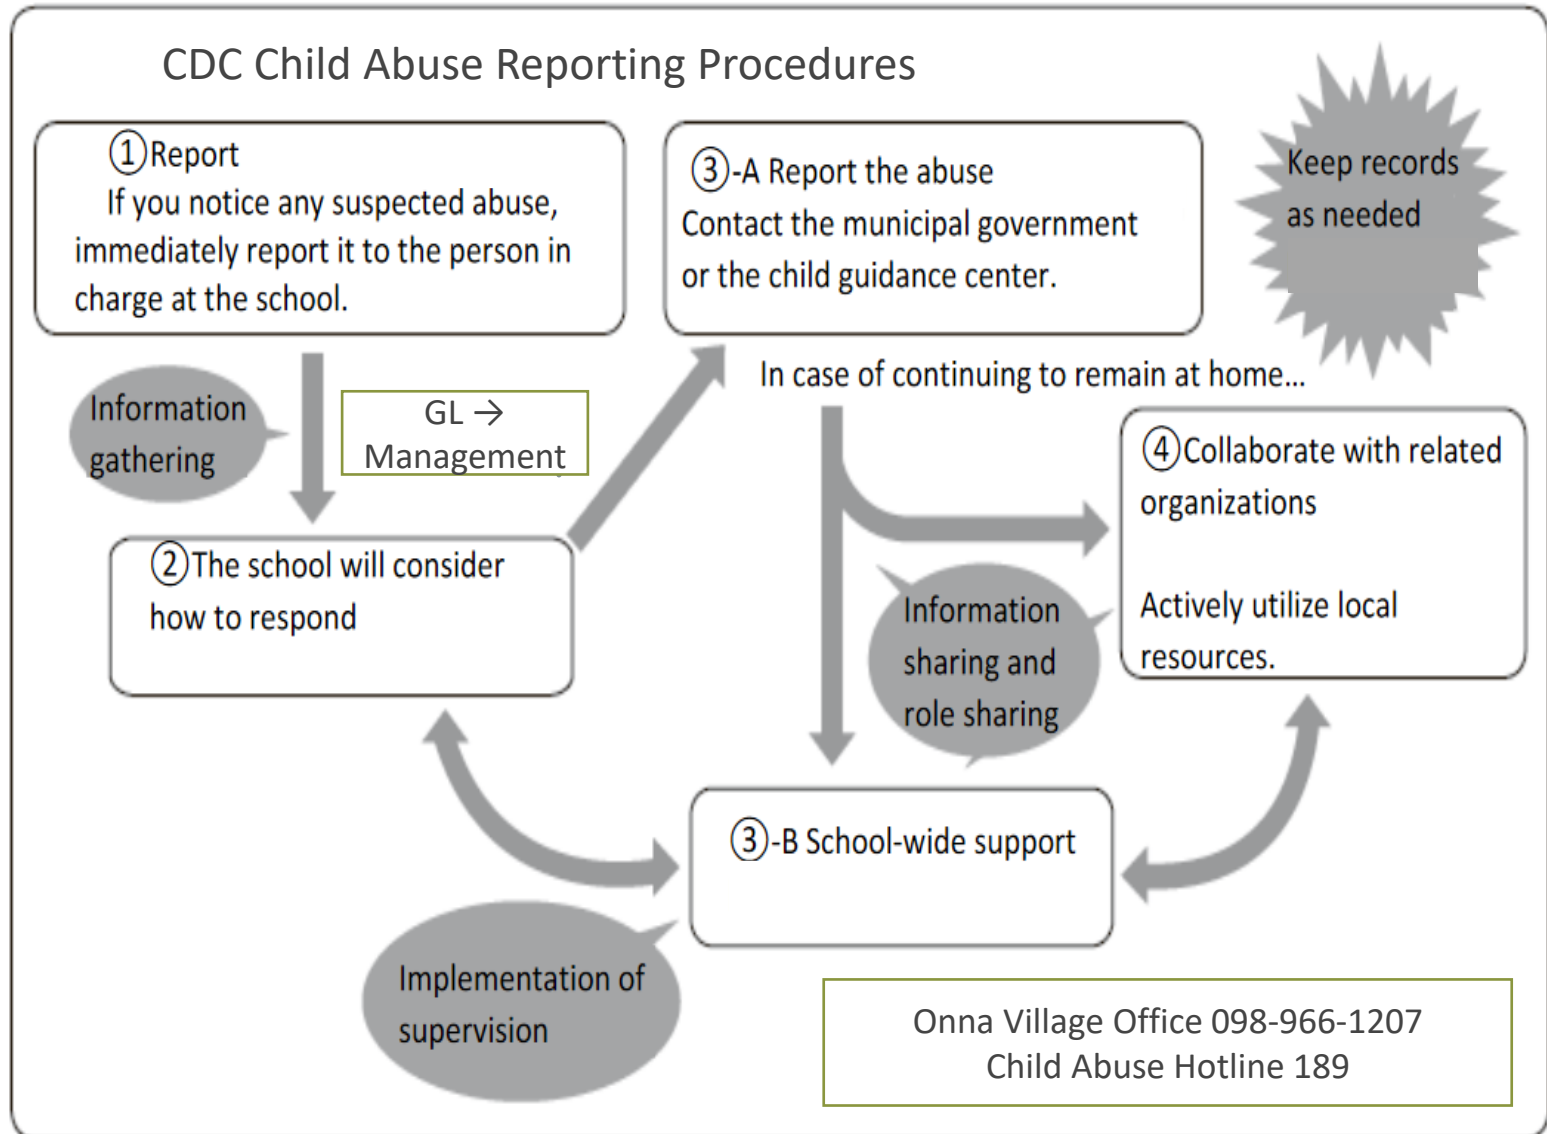 CDC Child Abuse Reporting Procedures
①Report
If you notice any suspected abuse,
immediately report it to the person in
charge at the school.
③-A Report the abuse
Contact the municipal government
or the child guidance center.
Keep records
as needed
In case of continuing to remain at home...
Information
gathering
GL →
Management
②The school will consider
how to respond
④Collaborate with related
organizations
Actively utilize local
resources.
Information
sharing and
role sharing
③-B School-wide support
Implementation of
supervision
Onna Village Office 098-966-1207
Child Abuse Hotline 189